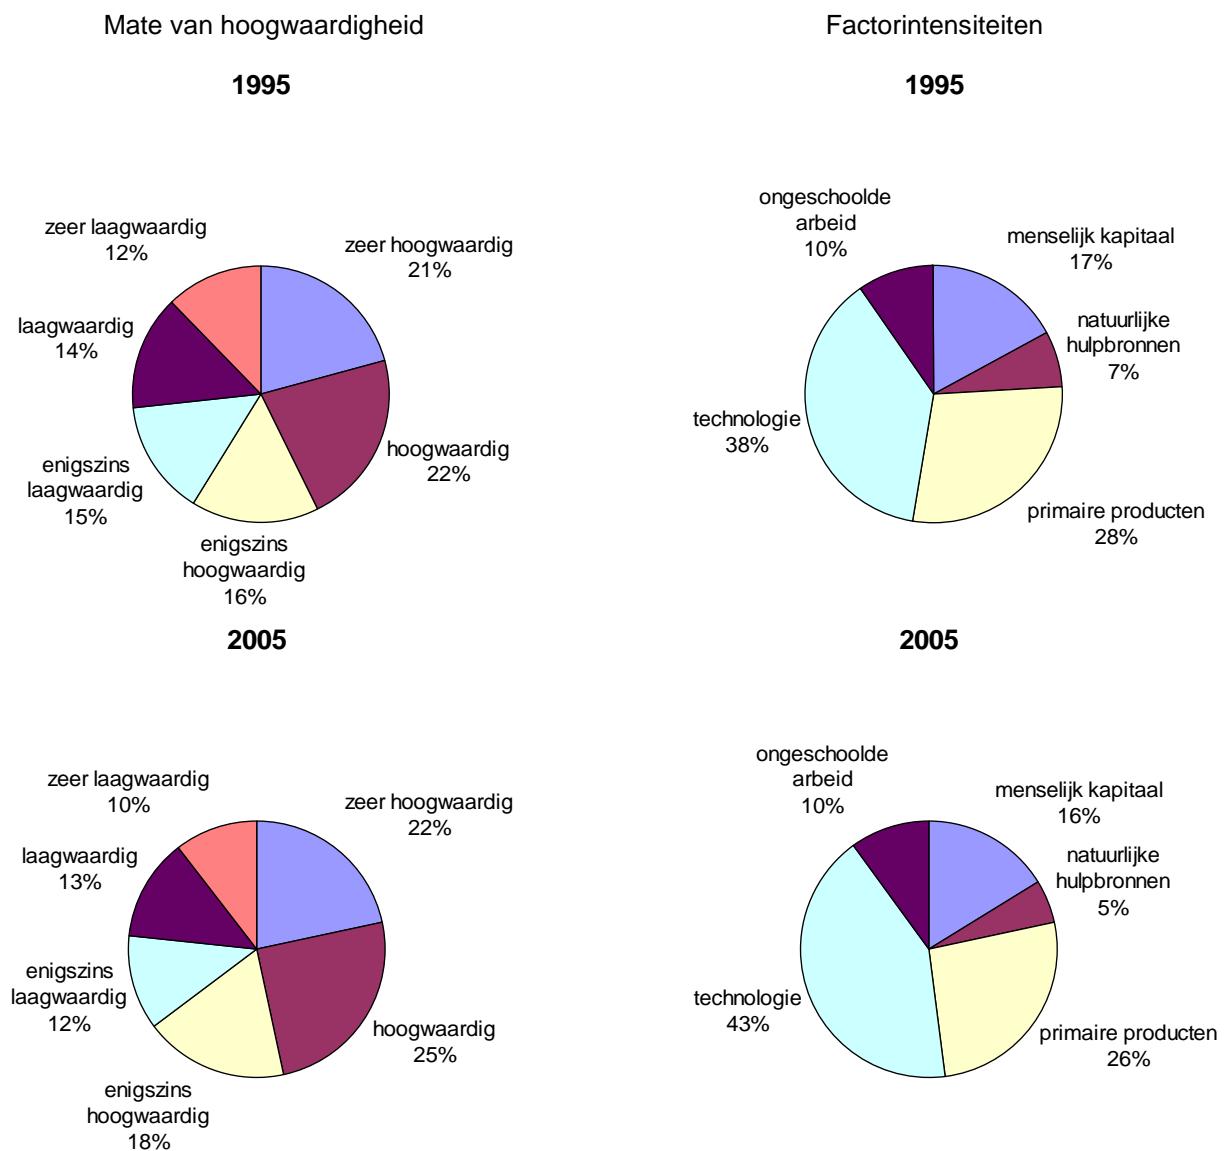 Mate van hoogwaardigheid
1995
zeer laagwaardig
12%
zeer hoogwaardig
21%
laagwaardig
14%
hoogwaardig
22%
enigszins
laagwaardig
15%
enigszins
hoogwaardig
16%
2005
zeer laagwaardig
10%
zeer hoogwaardig
22%
laagwaardig
13%
enigszins
laagwaardig
12%
hoogwaardig
25%
enigszins
hoogwaardig
18%
Factorintensiteiten
1995
ongeschoolde
arbeid
10%
menselijk kapitaal
17%
natuurlijke
hulpbronnen
7%
technologie
38%
primaire producten
28%
2005
ongeschoolde
arbeid
10%
menselijk kapitaal
16%
natuurlijke
hulpbronnen
5%
technologie
43%
primaire producten
26%